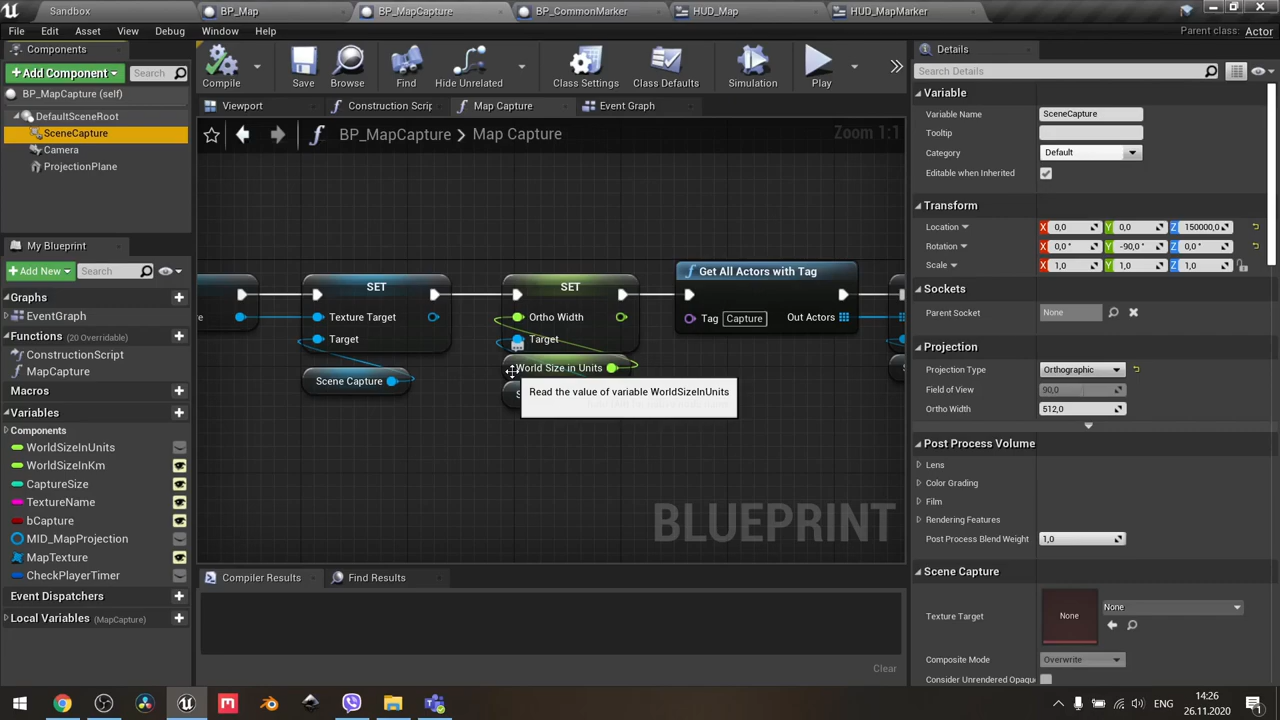 Sandbox
BP_Map
BP_MapCapture
BP_CommonMarker
HUD_Map
HUD_MapMarker
File Edit Asset View Debug Window Help
Parent class: Actor
Components
Add Component
Search
BP_MapCapture (self)
DefaultSceneRoot
SceneCapture
Camera
ProjectionPlane
Compile
Save
Browse
Find
Hide Unrelated
Class Settings
Class Defaults
Simulation
Play
Viewport
Construction Scrip
Map Capture
Event Graph
BP_MapCapture > Map Capture
Zoom 1:1
SET
Texture Target
Target
Scene Capture
SET
Ortho Width
Target
World Size in Units
Read the value of variable WorldSizeInUnits
Get All Actors with Tag
Tag Capture
Out Actors
BLUEPRINT
My Blueprint
Add New
Search
Graphs
EventGraph
Functions
ConstructionScript
MapCapture
Macros
Variables
Components
WorldSizeInUnits
WorldSizeInKm
CaptureSize
TextureName
bCapture
MID_MapProjection
MapTexture
CheckPlayerTimer
Event Dispatchers
Local Variables (MapCapture)
Compiler Results
Find Results
Clear
Details
Search Details
Variable
Variable Name SceneCapture
Tooltip
Category Default
Editable when Inherited
Transform
Location X 0,0 Y 0,0 Z 150000,0
Rotation X 0,0 ° Y -90,0 ° Z 0,0 °
Scale X 1,0 Y 1,0 Z 1,0
Sockets
Parent Socket None
Projection
Projection Type Orthographic
Field of View 90,0
Ortho Width 512,0
Post Process Volume
Lens
Color Grading
Film
Rendering Features
Post Process Blend Weight 1,0
Scene Capture
Texture Target None None
Composite Mode Overwrite
Consider Unrendered Opaqu
ENG
14:26
26.11.2020